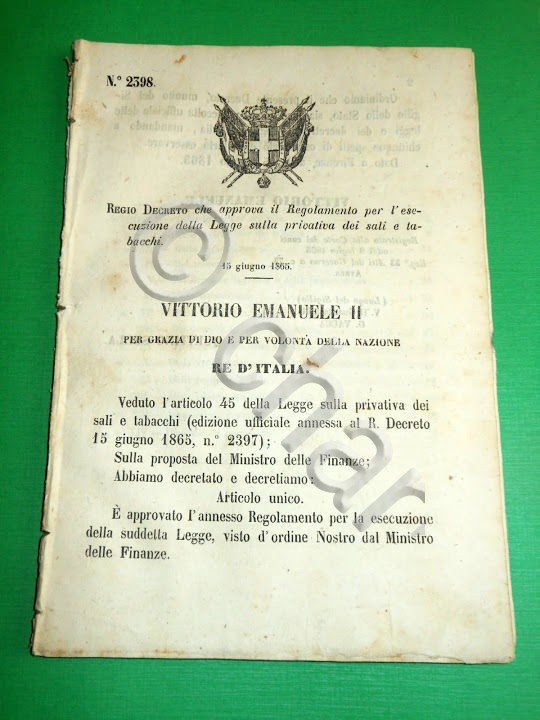 N.° 2398.
REGIO DECRETO che approva il Regolamento per l'ese-
cuzione della Legge sulla privativa dei sali e ta-
bacchi.
15 giugno 1865.
VITTORIO EMANUELE II
PER GRAZIA DI DIO E PER VOLONTÀ DELLA NAZIONE
RE D'ITALIA.
Veduto l'articolo 45 della Legge sulla privativa dei
sali e tabacchi (edizione ufficiale annessa al R. Decreto
15 giugno 1865, n.° 2397);
Sulla proposta del Ministro delle Finanze;
Abbiamo decretato e decretiamo:
Articolo unico.
È approvato l'annesso Regolamento per la esecuzione
della suddetta Legge, visto d'ordine Nostro dal Ministro
delle Finanze.